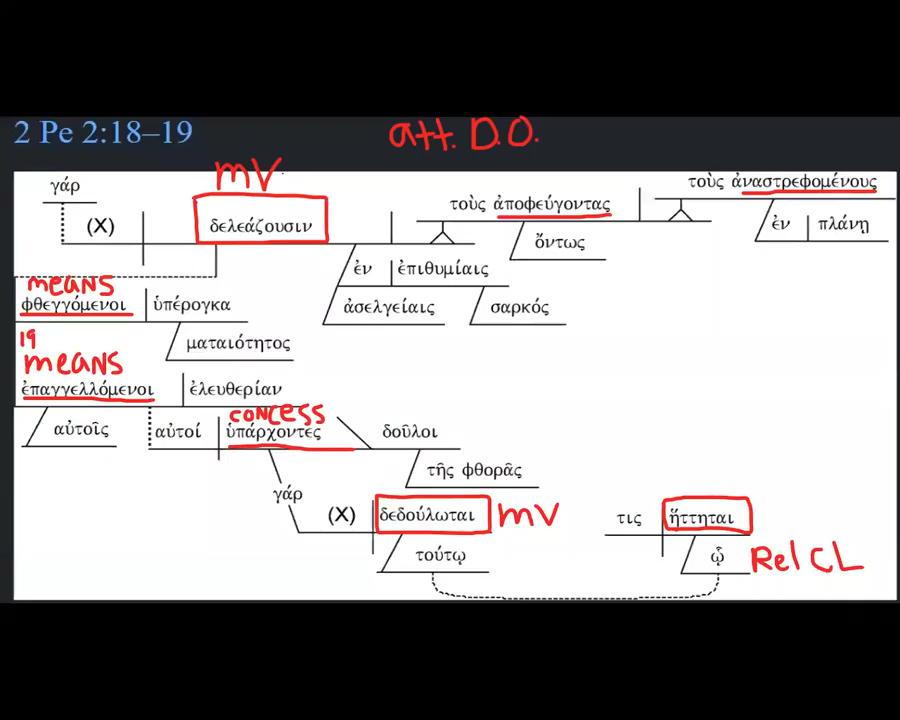 2 Pe 2:18–19
att. D.O.
mV
γάρ
(X)
δελεάζουσιν
τοὺς ἀποφεύγοντας
τοὺς ἀναστρεφομένους
ὄντως
ἐν
πλάνῃ
ἐν
ἐπιθυμίαις
ἀσελγείαις
σαρκός
meANS
φθεγγόμενοι
ὑπέρογκα
ματαιότητος
19
meANS
ἐπαγγελλόμενοι
ἐλευθερίαν
αὐτοῖς
concess
αὐτοί
ὑπάρχοντες
δοῦλοι
τῆς φθορᾶς
γάρ
(X)
δεδούλωται
mV
τούτῳ
τις
ἥττηται
ᾧ
Rel CL